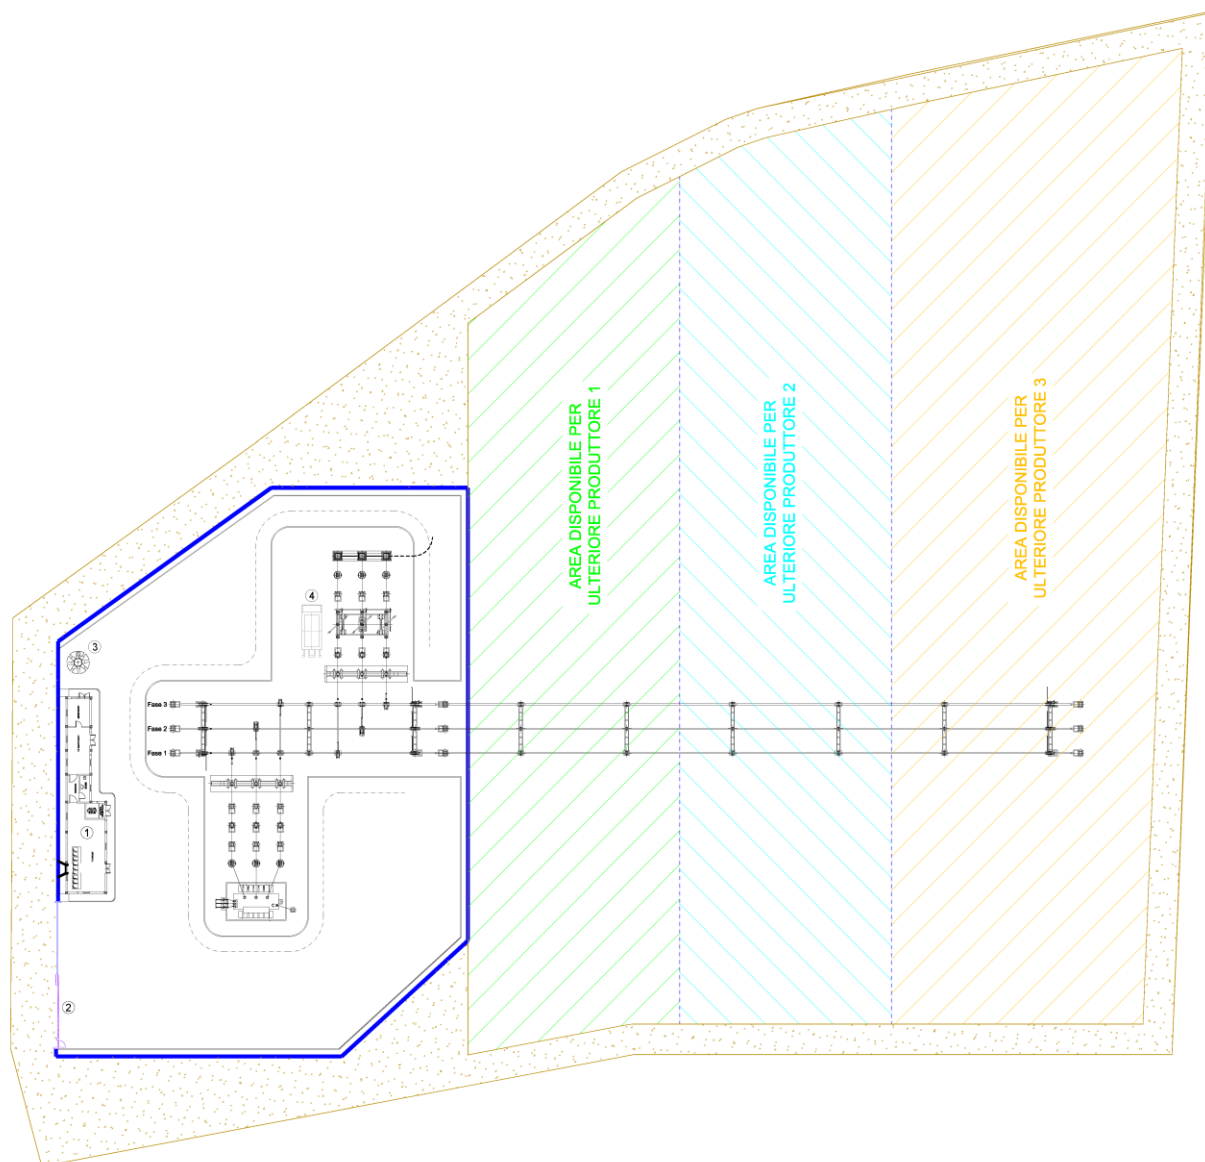 AREA DISPONIBILE PER
ULTERIORE PRODUTTORE 1
AREA DISPONIBILE PER
ULTERIORE PRODUTTORE 2
AREA DISPONIBILE PER
ULTERIORE PRODUTTORE 3
4
3
Fase 3
Fase 2
Fase 1
1
2